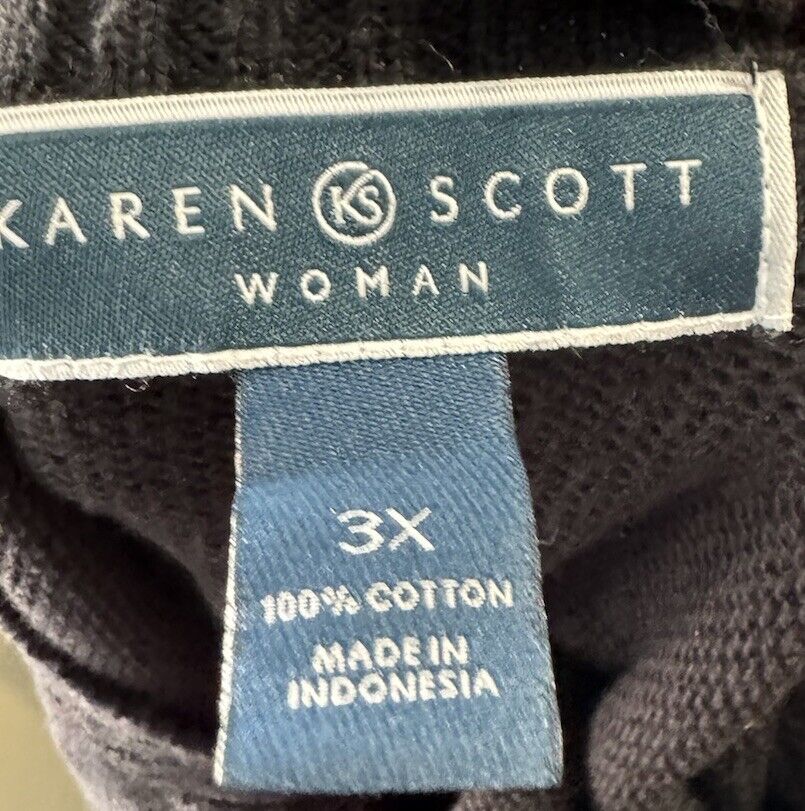 KAREN KS SCOTT
WOMAN
3X
100% COTTON
MADE IN
INDONESIA